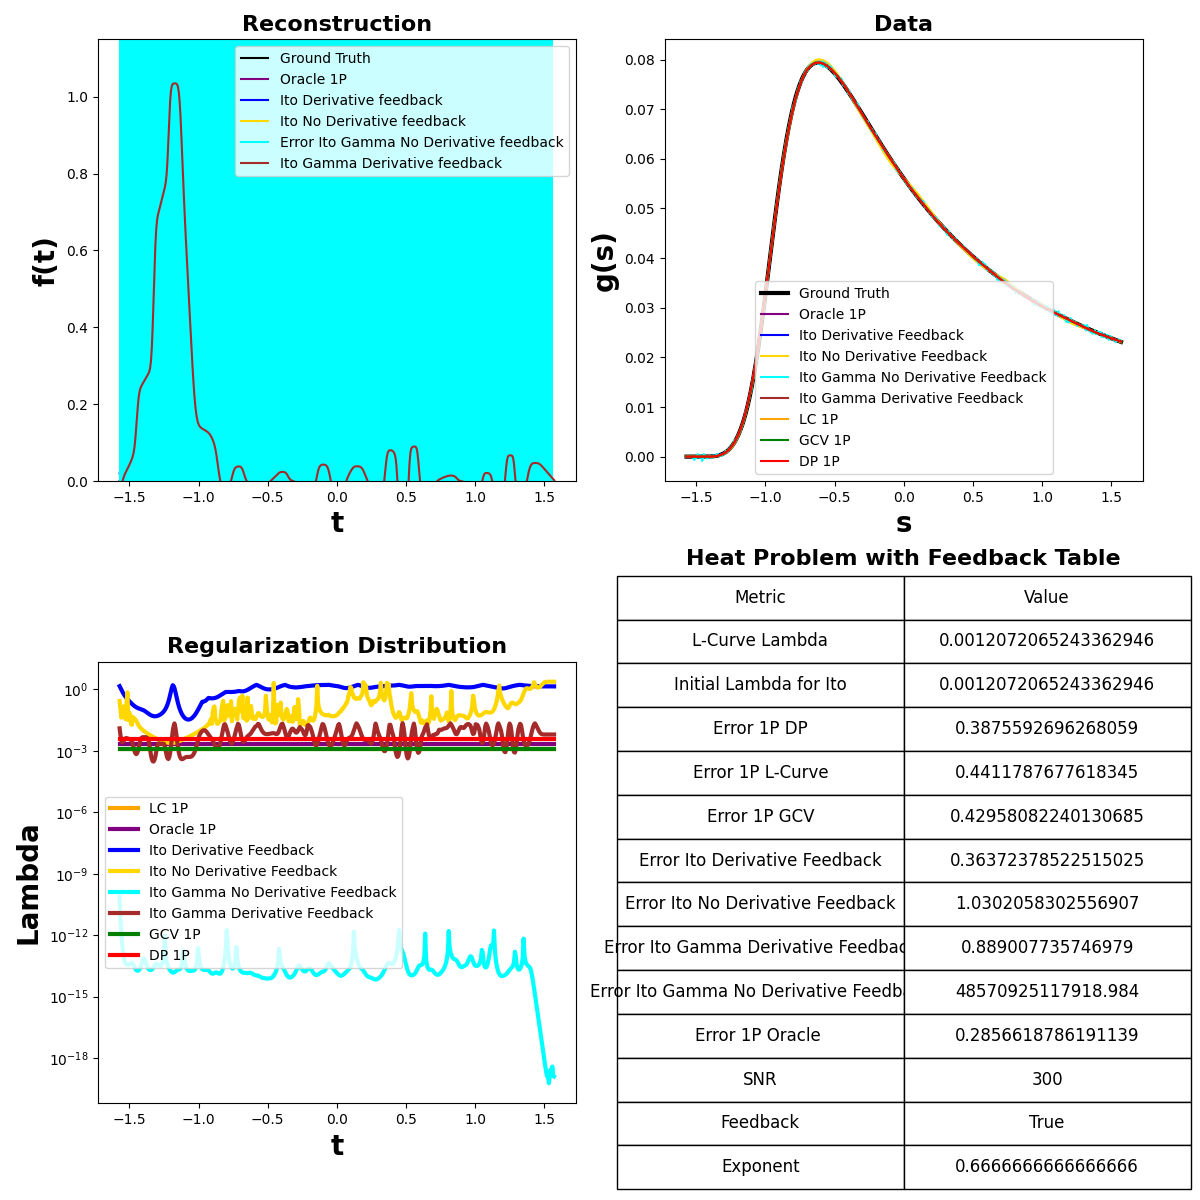 Reconstruction
f(t)
1.0
0.8
0.6
0.4
0.2
0.0
Ground Truth
Oracle 1P
Ito Derivative feedback
Ito No Derivative feedback
Error Ito Gamma No Derivative feedback
Ito Gamma Derivative feedback
−1.5 −1.0 −0.5 0.0 0.5 1.0 1.5
t
Data
g(s)
0.08
0.07
0.06
0.05
0.04
0.03
0.02
0.01
0.00
Ground Truth
Oracle 1P
Ito Derivative Feedback
Ito No Derivative Feedback
Ito Gamma No Derivative Feedback
Ito Gamma Derivative Feedback
LC 1P
GCV 1P
DP 1P
−1.5 −1.0 −0.5 0.0 0.5 1.0 1.5
s
Regularization Distribution
Lambda
10⁰
10⁻³
10⁻⁶
10⁻⁹
10⁻¹²
10⁻¹⁵
10⁻¹⁸
LC 1P
Oracle 1P
Ito Derivative Feedback
Ito No Derivative Feedback
Ito Gamma No Derivative Feedback
Ito Gamma Derivative Feedback
GCV 1P
DP 1P
−1.5 −1.0 −0.5 0.0 0.5 1.0 1.5
t
Heat Problem with Feedback Table
Metric Value
L-Curve Lambda 0.0012072065243362946
Initial Lambda for Ito 0.0012072065243362946
Error 1P DP 0.3875592696268059
Error 1P L-Curve 0.4411787677618345
Error 1P GCV 0.42958082240130685
Error Ito Derivative Feedback 0.36372378522515025
Error Ito No Derivative Feedback 1.0302058302556907
Error Ito Gamma Derivative Feedbac 0.889007735746979
Error Ito Gamma No Derivative Feedb 48570925117918.984
Error 1P Oracle 0.2856618786191139
SNR 300
Feedback True
Exponent 0.6666666666666666